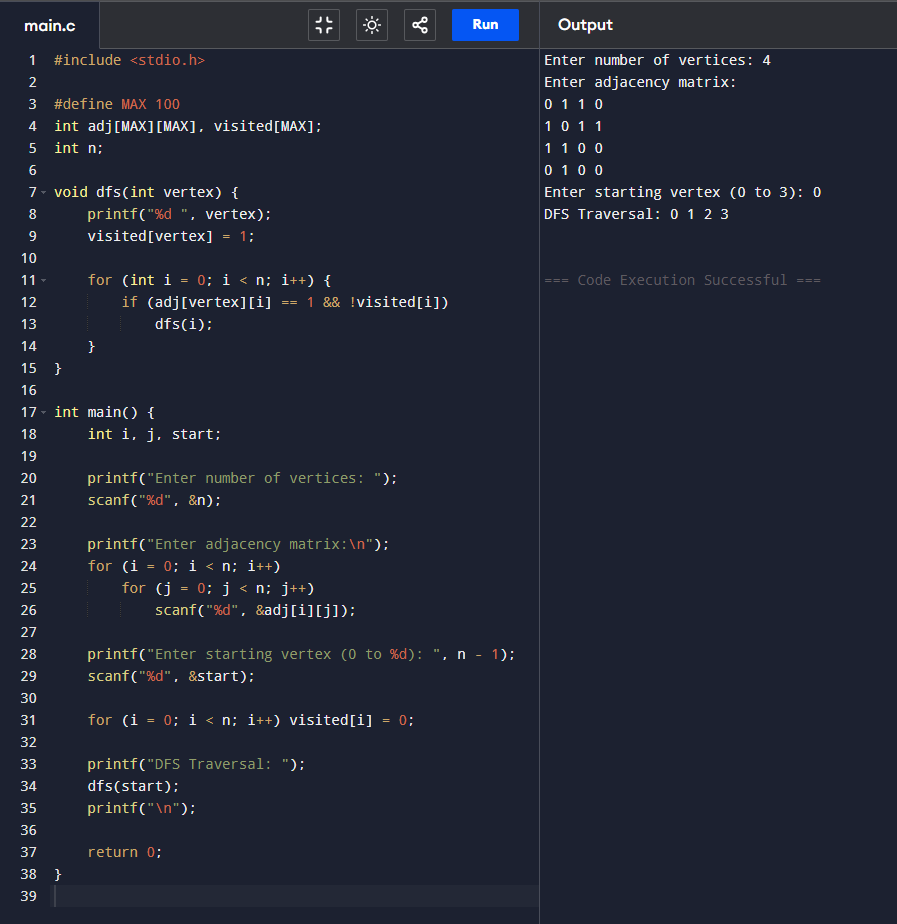 main.c
Run
Output
1 #include <stdio.h>
2
3 #define MAX 100
4 int adj[MAX][MAX], visited[MAX];
5 int n;
6
7 void dfs(int vertex) {
8     printf("%d ", vertex);
9     visited[vertex] = 1;
10
11     for (int i = 0; i < n; i++) {
12         if (adj[vertex][i] == 1 && !visited[i])
13             dfs(i);
14     }
15 }
16
17 int main() {
18     int i, j, start;
19
20     printf("Enter number of vertices: ");
21     scanf("%d", &n);
22
23     printf("Enter adjacency matrix:\n");
24     for (i = 0; i < n; i++)
25         for (j = 0; j < n; j++)
26             scanf("%d", &adj[i][j]);
27
28     printf("Enter starting vertex (0 to %d): ", n - 1);
29     scanf("%d", &start);
30
31     for (i = 0; i < n; i++) visited[i] = 0;
32
33     printf("DFS Traversal: ");
34     dfs(start);
35     printf("\n");
36
37     return 0;
38 }
39
Enter number of vertices: 4
Enter adjacency matrix:
0 1 1 0
1 0 1 1
1 1 0 0
0 1 0 0
Enter starting vertex (0 to 3): 0
DFS Traversal: 0 1 2 3
=== Code Execution Successful ===